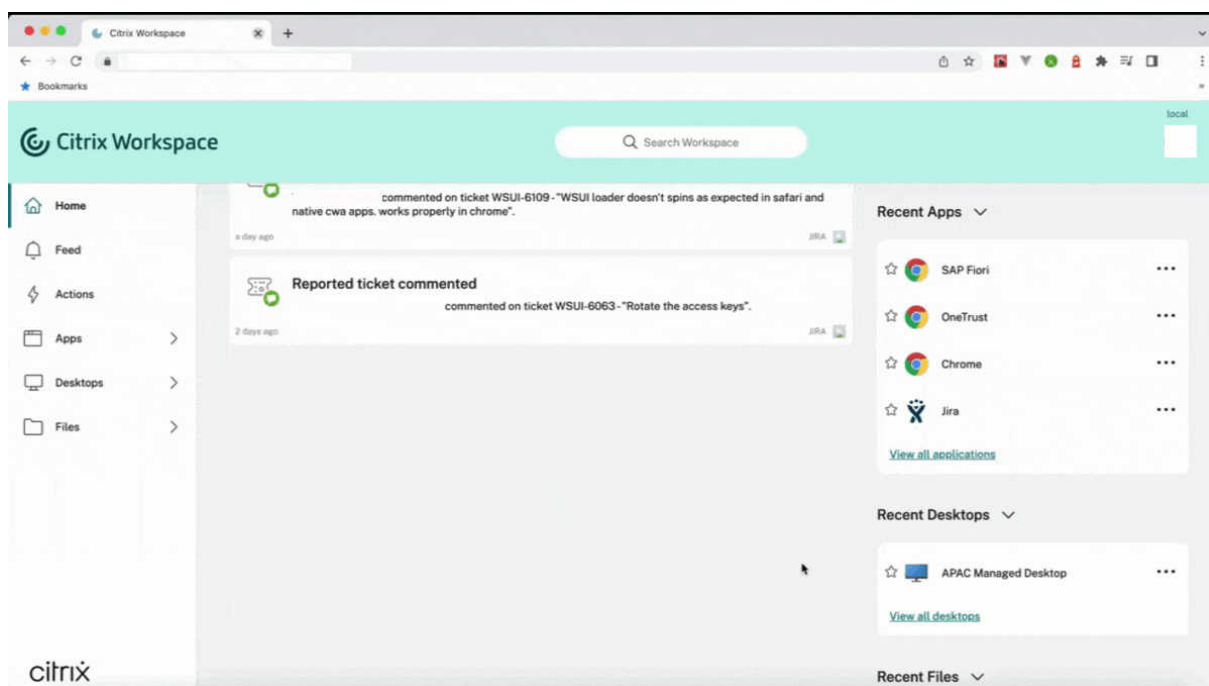 Citrix Workspace
Bookmarks
local
Citrix Workspace
Search Workspace
Home
Feed
Actions
Apps
Desktops
Files
citrix
commented on ticket WSUI-6109-"WSUI loader doesn't spins as expected in safari and
native cwa apps. works properly in chrome".
a day ago
JIRA
Reported ticket commented
commented on ticket WSUI-6063-"Rotate the access keys".
2 days ago
JIRA
Recent Apps
SAP Fiori
OneTrust
Chrome
Jira
View all applications
Recent Desktops
APAC Managed Desktop
View all desktops
Recent Files